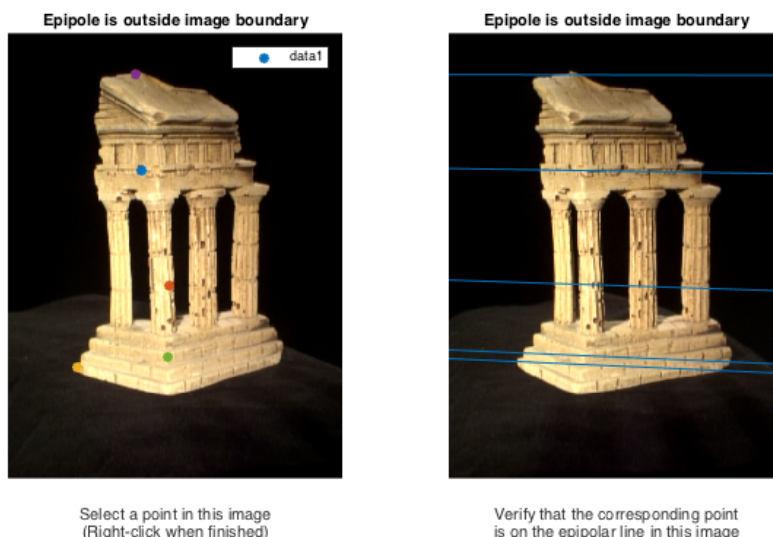 Epipole is outside image boundary
data1
Select a point in this image
(Right-click when finished)
Epipole is outside image boundary
Verify that the corresponding point
is on the epipolar line in this image